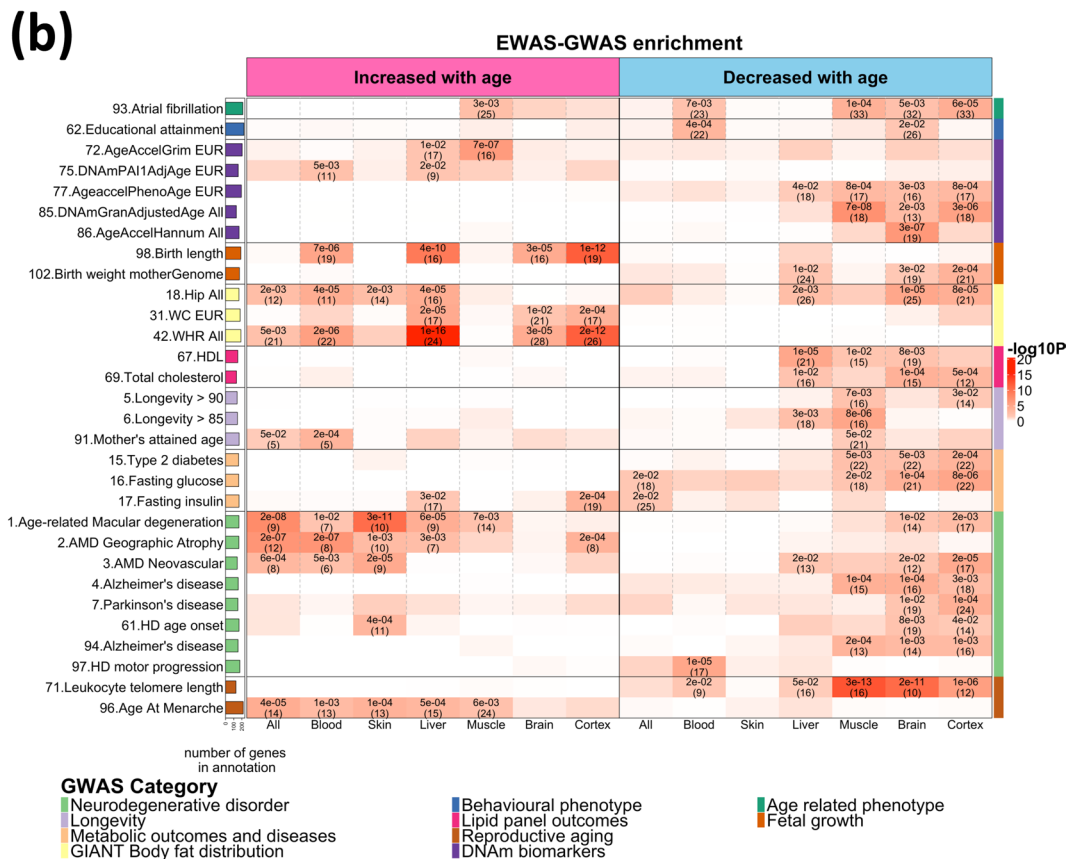 (b)
EWAS-GWAS enrichment
Increased with age Decreased with age
93.Atrial fibrillation 3e-03 (25) 7e-03 (23) 1e-04 (33) 5e-03 (32) 6e-05 (33)
62.Educational attainment 4e-04 (22) 2e-02 (26)
72.AgeAccelGrim EUR 1e-02 (17) 7e-07 (16)
75.DNAmPAI1AdjAge EUR 5e-03 (11) 2e-02 (9)
77.AgeaccelPhenoAge EUR 4e-02 (18) 8e-04 (17) 3e-03 (16) 8e-04 (17)
85.DNAmGranAdjustedAge All 7e-08 (18) 2e-03 (13) 3e-06 (18)
86.AgeAccelHannum All 3e-07 (19)
98.Birth length 7e-06 (19) 4e-10 (16) 3e-05 (16) 1e-12 (19)
102.Birth weight motherGenome 1e-02 (24) 3e-02 (19) 2e-04 (21)
18.Hip All 2e-03 (12) 4e-05 (11) 2e-03 (14) 4e-05 (16) 2e-03 (26) 1e-05 (25) 8e-05 (21)
31.WC EUR 2e-05 (17) 1e-02 (21) 2e-04 (17)
42.WHR All 5e-03 (21) 2e-06 (22) 1e-16 (24) 3e-05 (28) 2e-12 (26)
67.HDL 1e-05 (21) 1e-02 (15) 8e-03 (19)
69.Total cholesterol 1e-02 (16) 1e-04 (15) 5e-04 (12)
5.Longevity > 90 7e-03 (16) 3e-02 (14)
6.Longevity > 85 3e-03 (18) 8e-06 (16)
91.Mother's attained age 5e-02 (5) 2e-04 (5) 5e-02 (21)
15.Type 2 diabetes 5e-03 (22) 5e-03 (22) 2e-04 (22)
16.Fasting glucose 2e-02 (18) 2e-02 (18) 1e-04 (21) 8e-06 (22)
17.Fasting insulin 3e-02 (17) 2e-04 (19) 2e-02 (25)
1.Age-related Macular degeneration 2e-08 (9) 1e-02 (7) 3e-11 (10) 6e-05 (9) 7e-03 (14) 1e-02 (14) 2e-03 (17)
2.AMD Geographic Atrophy 2e-07 (12) 2e-07 (8) 1e-03 (10) 3e-03 (7) 2e-04 (8)
3.AMD Neovascular 6e-04 (8) 5e-03 (6) 2e-05 (9) 2e-02 (13) 2e-02 (12) 2e-05 (17)
4.Alzheimer's disease 1e-04 (15) 1e-04 (16) 3e-03 (18)
7.Parkinson's disease 1e-02 (19) 1e-04 (24)
61.HD age onset 4e-04 (11) 8e-03 (19) 4e-02 (14)
94.Alzheimer's disease 2e-04 (13) 1e-03 (14) 1e-03 (16)
97.HD motor progression 1e-05 (17)
71.Leukocyte telomere length 2e-02 (9) 5e-02 (16) 3e-13 (16) 2e-11 (10) 1e-06 (12)
96.Age At Menarche 4e-05 (14) 1e-03 (13) 1e-04 (13) 5e-04 (15) 6e-03 (24)
0 100 200
All Blood Skin Liver Muscle Brain Cortex All Blood Skin Liver Muscle Brain Cortex
number of genes
in annotation
-log10P
20
15
10
5
0
GWAS Category
Neurodegenerative disorder Behavioural phenotype Age related phenotype
Longevity Lipid panel outcomes Fetal growth
Metabolic outcomes and diseases Reproductive aging
GIANT Body fat distribution DNAm biomarkers